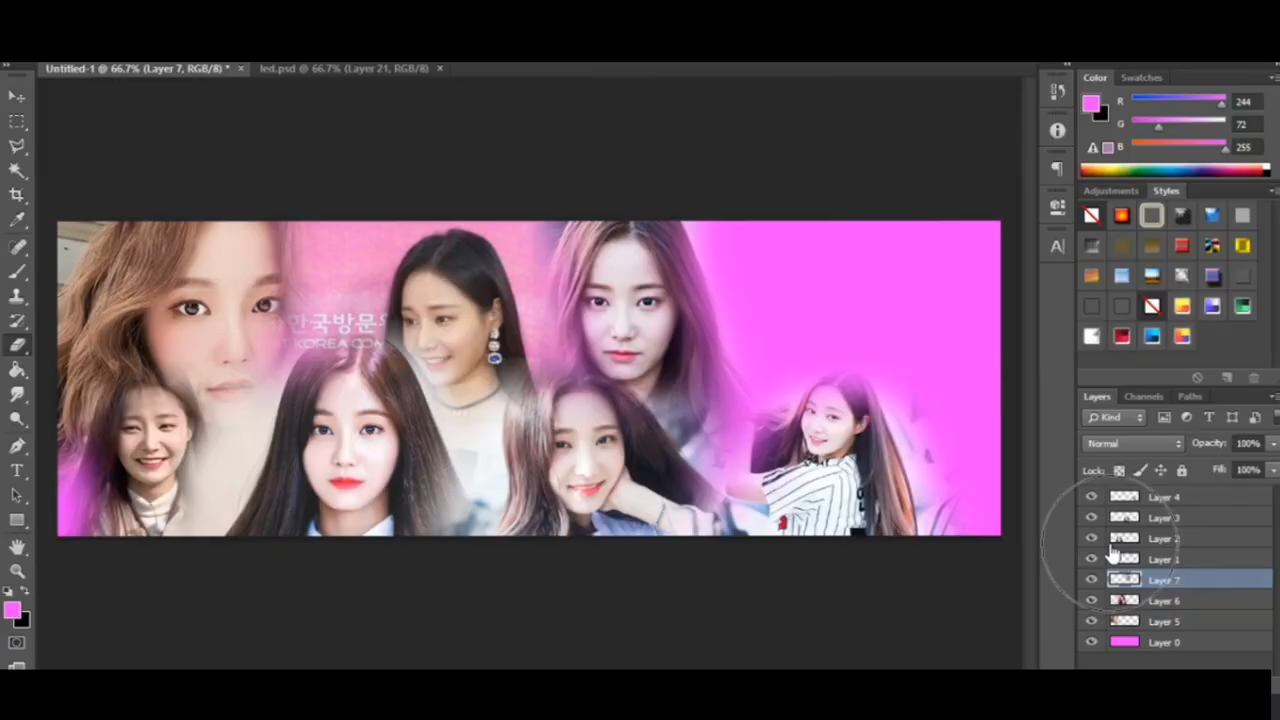 Untitled-1 @ 66.7% (Layer 7, RGB/8) *
led.psd @ 66.7% (Layer 21, RGB/8)
Color
Swatches
R
244
G
72
B
255
Adjustments
Styles
한국방문
KOREA.COM
Layers
Channels
Paths
Kind
Normal
Opacity: 100%
Lock:
Fill: 100%
Layer 4
Layer 3
Layer 2
Layer 1
Layer 7
Layer 6
Layer 5
Layer 0